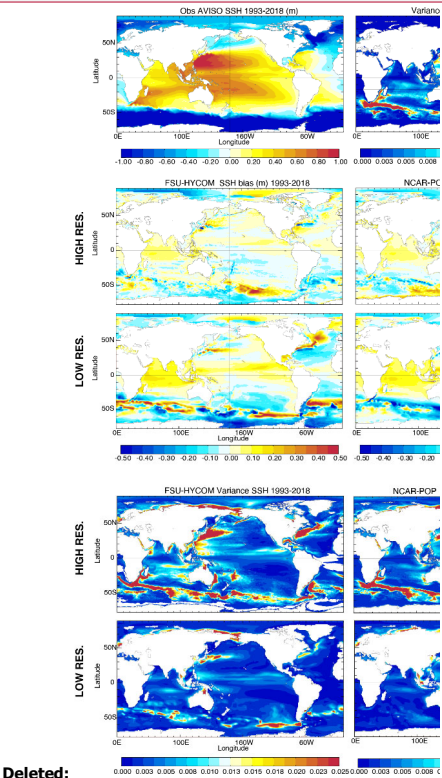 Obs AVISO SSH 1993-2018 (m)
Varianc
Latitude
50N
0
50S
0E 100E 160W 60W 0E
Longitude
-1.00 -0.80 -0.60 -0.40 -0.20 0.00 0.20 0.40 0.60 0.80 1.00
0.000 0.003 0.005 0.008
FSU-HYCOM SSH bias (m) 1993-2018
NCAR-PO
HIGH RES.
Latitude
50N
0
50S
LOW RES.
Latitude
50N
0
50S
0E 100E 160W 60W 0E
Longitude
-0.50 -0.40 -0.30 -0.20 -0.10 0.00 0.10 0.20 0.30 0.40 0.50
-0.50 -0.40 -0.30 -0.20
FSU-HYCOM Variance SSH 1993-2018
NCAR-POP
HIGH RES.
Latitude
50N
0
50S
LOW RES.
Latitude
50N
0
50S
0E 100E 160W 60W 0E
Longitude
0.000 0.003 0.005 0.008 0.010 0.013 0.015 0.018 0.020 0.023 0.025
0.000 0.003 0.005
Deleted: